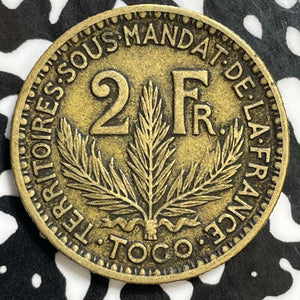 TERRITOIRES·SOUS·MANDAT·DE·LA·FRANCE
2 FR.
·TOGO·